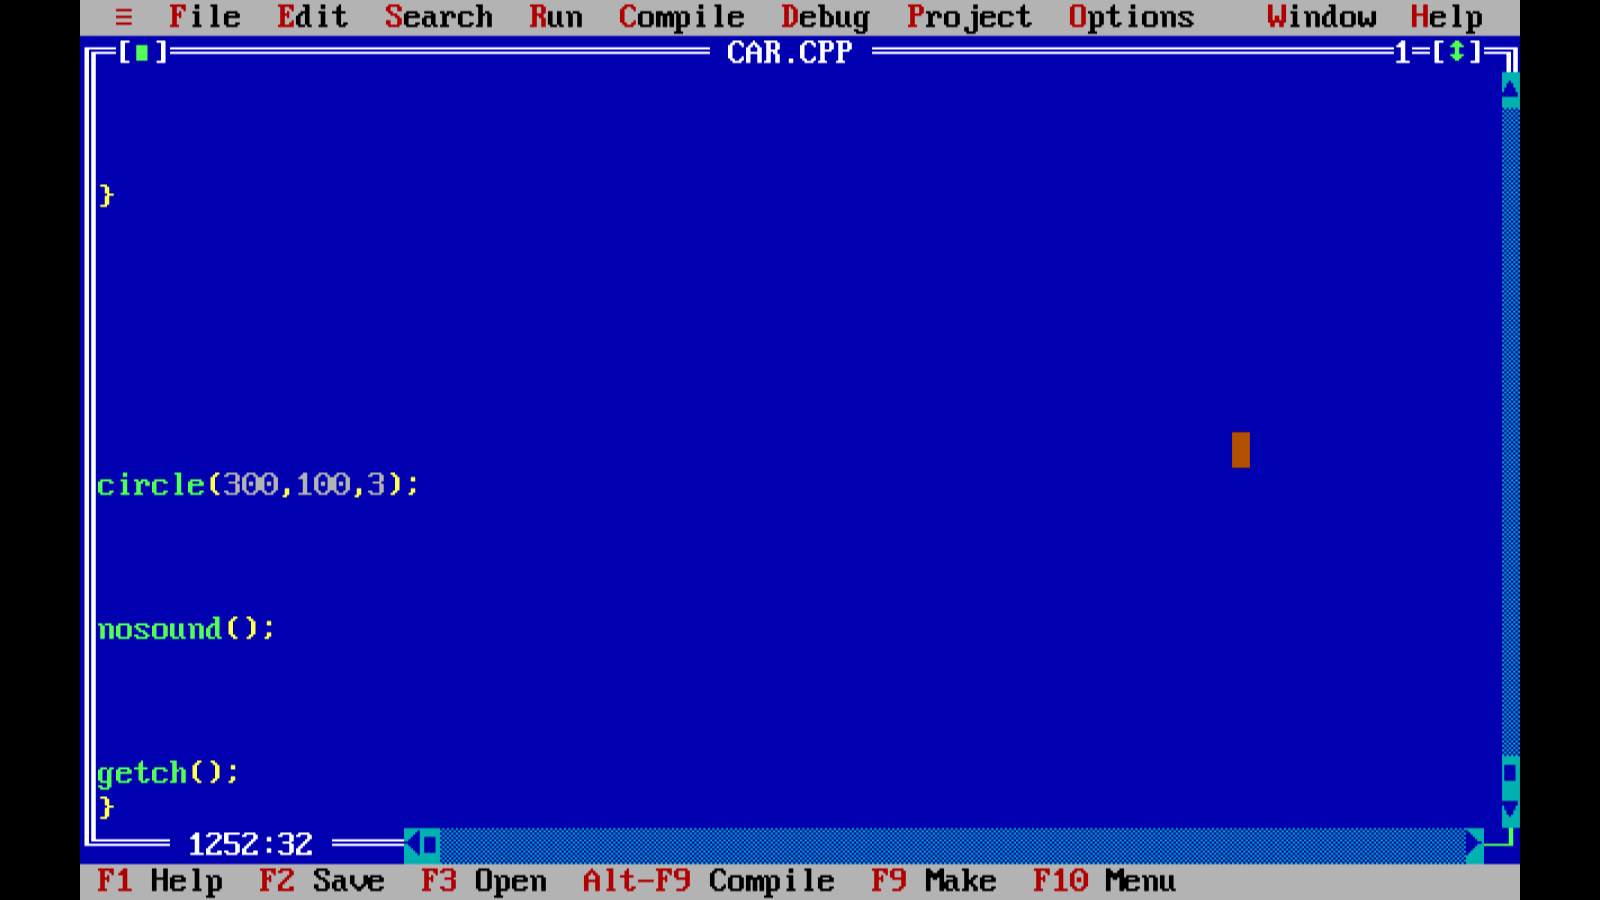 ≡ File Edit Search Run Compile Debug Project Options Window Help
[■] CAR.CPP 1=[↕]
}
circle(300,100,3);
nosound();
getch();
}
1252:32
F1 Help F2 Save F3 Open Alt-F9 Compile F9 Make F10 Menu